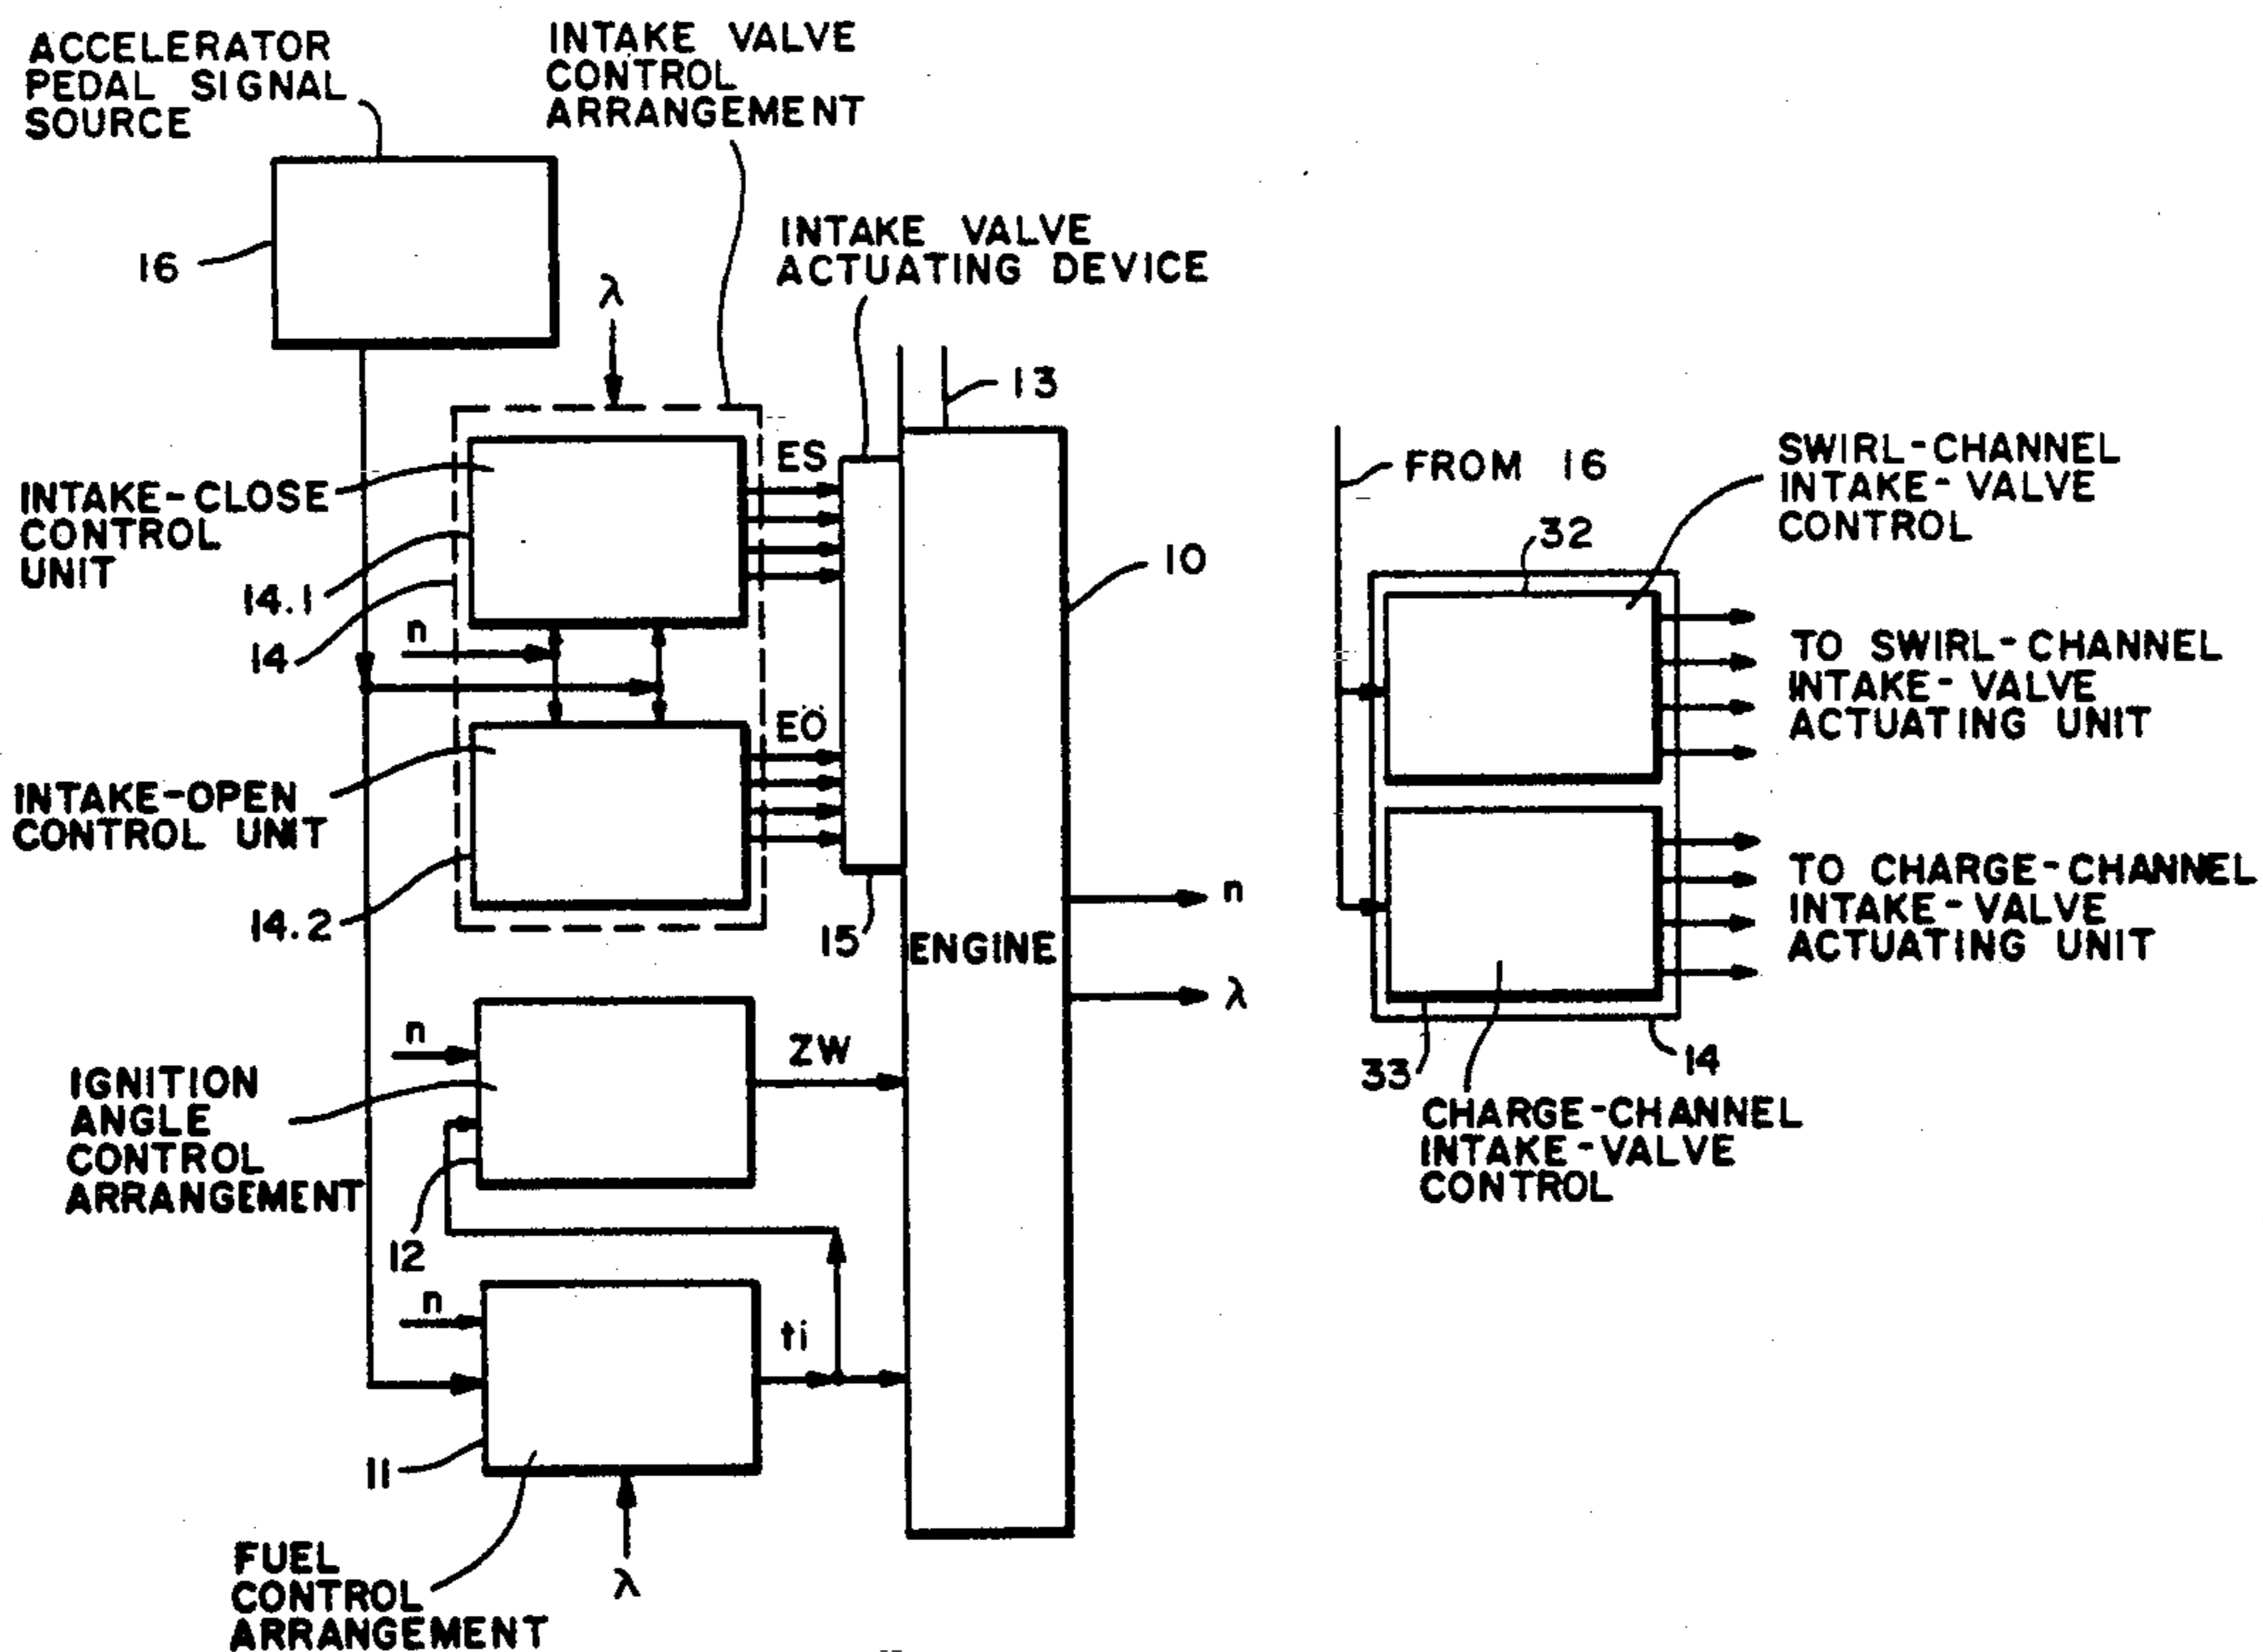 ACCELERATOR
PEDAL SIGNAL
SOURCE
INTAKE VALVE
CONTROL
ARRANGEMENT
16
INTAKE VALVE
ACTUATING DEVICE
λ
13
INTAKE-CLOSE
CONTROL
UNIT
ES
14.1
n
14
10
EÖ
INTAKE-OPEN
CONTROL UNIT
14.2
15
ENGINE
n
λ
n
ZW
IGNITION
ANGLE
CONTROL
ARRANGEMENT
12
n
ti
11
FUEL
CONTROL
ARRANGEMENT
λ
FROM 16
SWIRL-CHANNEL
INTAKE-VALVE
CONTROL
32
TO SWIRL-CHANNEL
INTAKE-VALVE
ACTUATING UNIT
TO CHARGE-CHANNEL
INTAKE-VALVE
ACTUATING UNIT
33
14
CHARGE-CHANNEL
INTAKE-VALVE
CONTROL